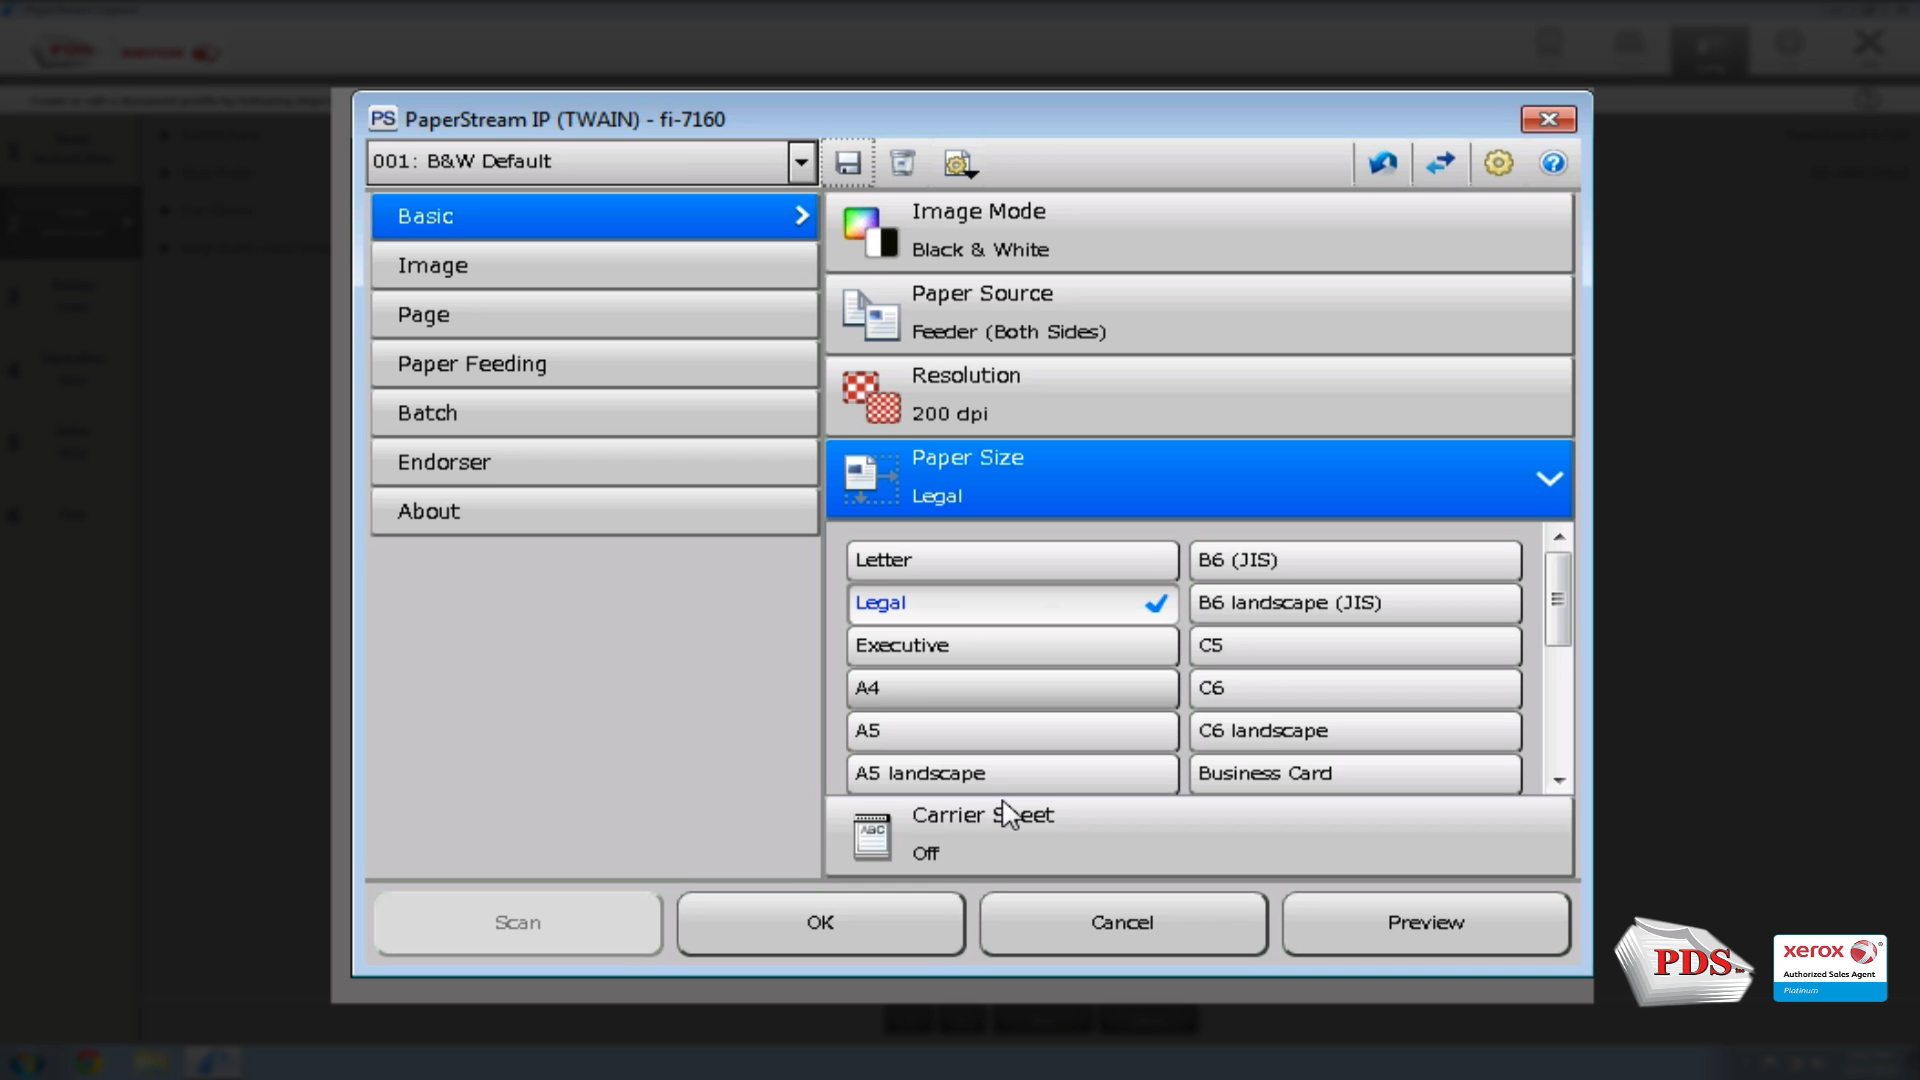 PS PaperStream IP (TWAIN) - fi-7160
001: B&W Default
Basic
Image
Page
Paper Feeding
Batch
Endorser
About
Image Mode
Black & White
Paper Source
Feeder (Both Sides)
Resolution
200 dpi
Paper Size
Legal
Letter
B6 (JIS)
Legal
B6 landscape (JIS)
Executive
C5
A4
C6
A5
C6 landscape
A5 landscape
Business Card
Carrier Sheet
ABC
Off
Scan
OK
Cancel
Preview
PDS
xerox
Authorized Sales Agent
Platinum